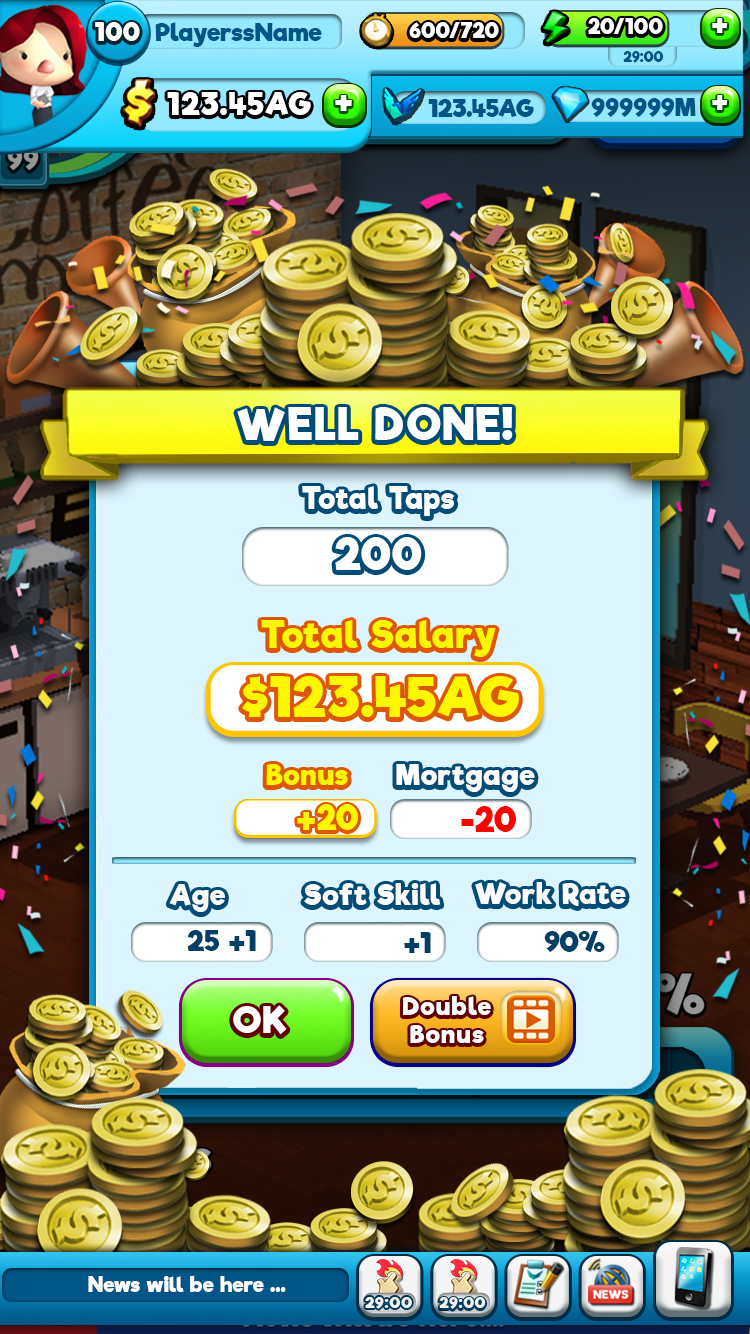 100 PlayerssName 600/720 20/100
29:00
$ 123.45AG 123.45AG 999999M
99
Coffee
WELL DONE!
Total Taps
200
Total Salary
$123.45AG
Bonus Mortgage
+20 -20
Age Soft Skill Work Rate
25 +1 +1 90%
OK Double
Bonus
%
News will be here ...
29:00 29:00 NEWS